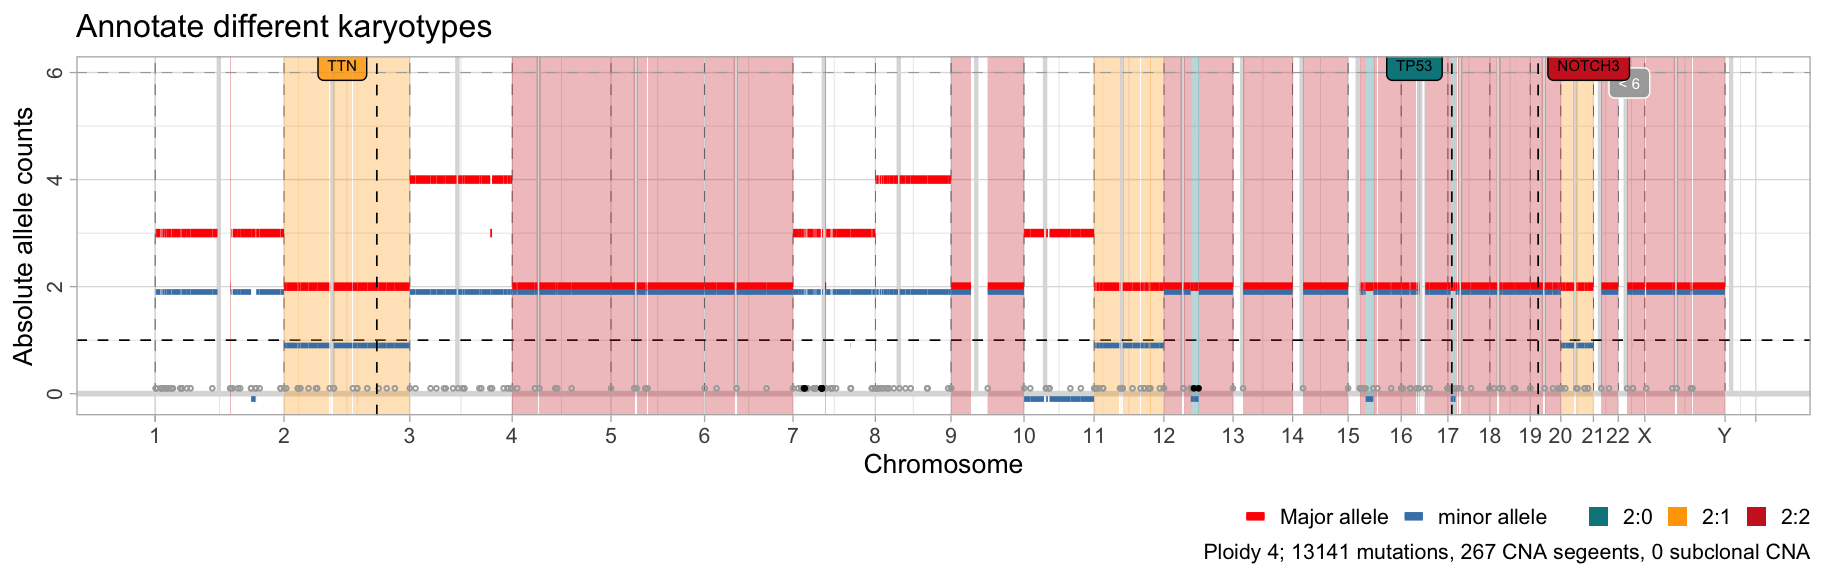 Annotate different karyotypes
TTN
TP53
NOTCH3
< 6
Absolute allele counts
6
4
2
0
1 2 3 4 5 6 7 8 9 10 11 12 13 14 15 16 17 18 19 20 21 22 X Y
Chromosome
Major allele minor allele 2:0 2:1 2:2
Ploidy 4; 13141 mutations, 267 CNA segeents, 0 subclonal CNA